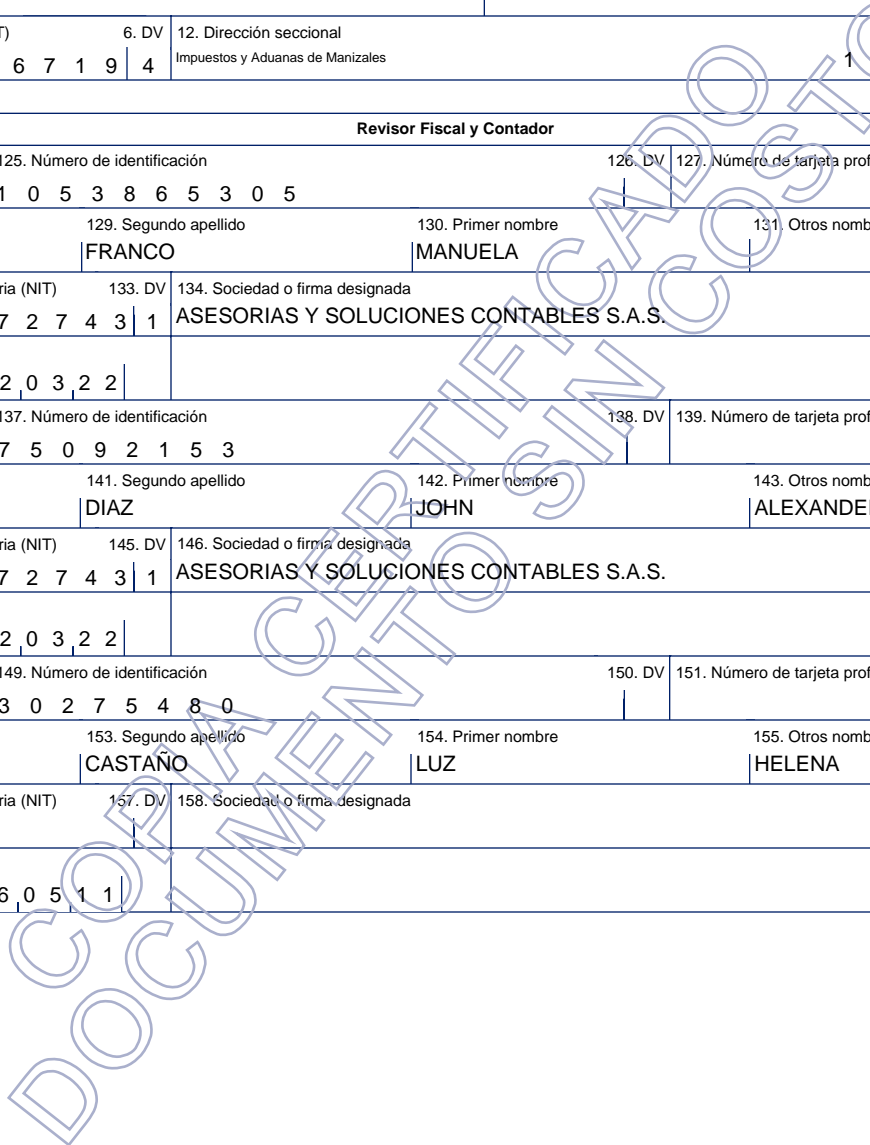 T) 6. DV 12. Dirección seccional
6 7 1 9 4 Impuestos y Aduanas de Manizales 1
Revisor Fiscal y Contador
125. Número de identificación 126. DV 127. Número de tarjeta prof
1 0 5 3 8 6 5 3 0 5
129. Segundo apellido 130. Primer nombre 131. Otros nomb
FRANCO MANUELA
ria (NIT) 133. DV 134. Sociedad o firma designada
7 2 7 4 3 1 ASESORIAS Y SOLUCIONES CONTABLES S.A.S.
2 0 3 2 2
137. Número de identificación 138. DV 139. Número de tarjeta prof
7 5 0 9 2 1 5 3
141. Segundo apellido 142. Primer nombre 143. Otros nomb
DIAZ JOHN ALEXANDE
ria (NIT) 145. DV 146. Sociedad o firma designada
7 2 7 4 3 1 ASESORIAS Y SOLUCIONES CONTABLES S.A.S.
2 0 3 2 2
149. Número de identificación 150. DV 151. Número de tarjeta prof
3 0 2 7 5 4 8 0
153. Segundo apellido 154. Primer nombre 155. Otros nomb
CASTAÑO LUZ HELENA
ria (NIT) 157. DV 158. Sociedad o firma designada
6 0 5 1 1
COPIA CERTIFICADO
DOCUMENTO SIN COSTO